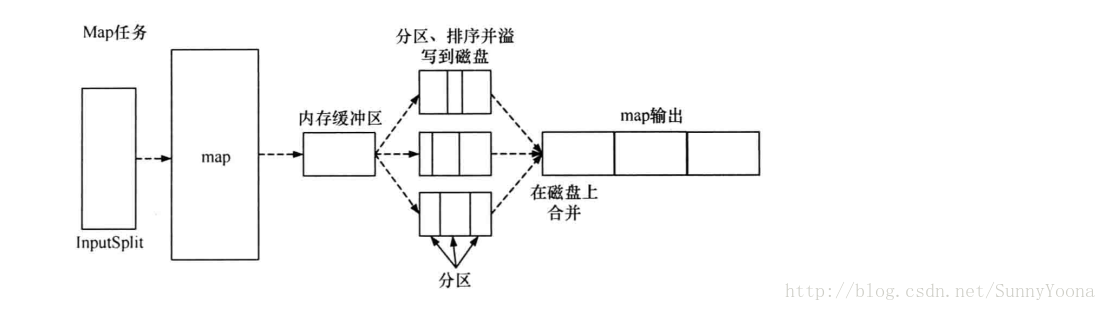 Map任务
分区、排序并溢
写到磁盘
内存缓冲区
map输出
map
在磁盘上
合并
InputSplit
分区
http://blog.csdn.net/SunnyYoona